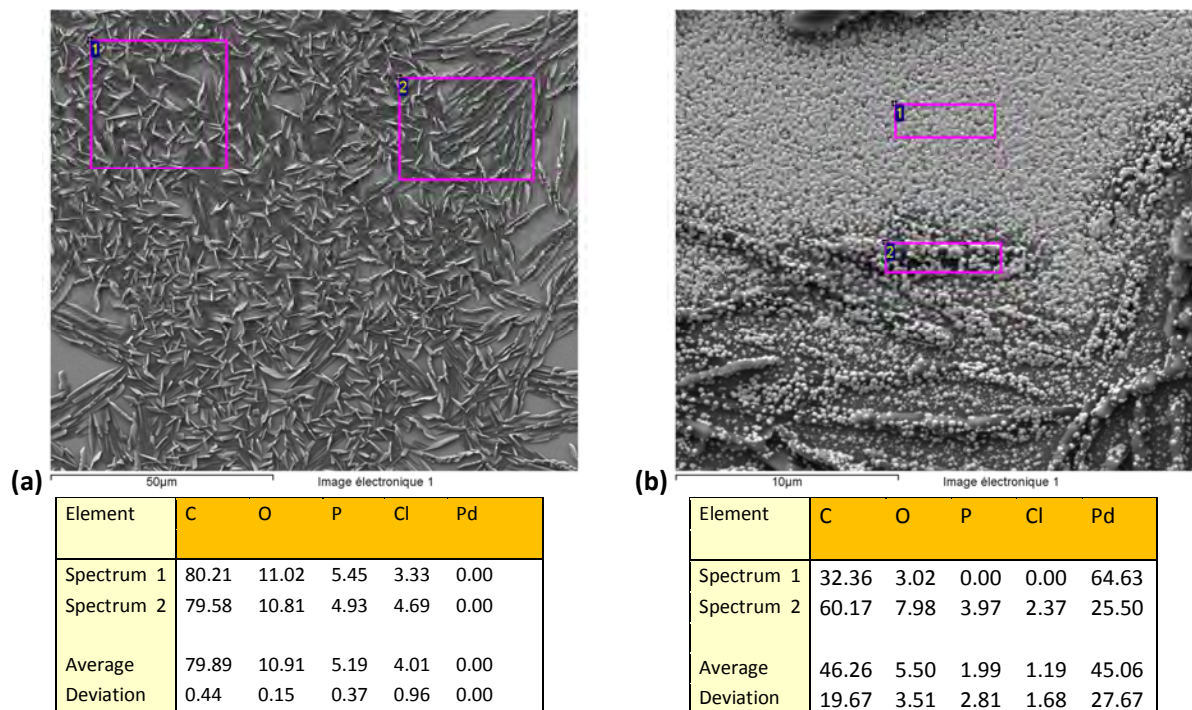 1
2
50µm Image électronique 1
(a)
Element C O P Cl Pd
Spectrum 1 80.21 11.02 5.45 3.33 0.00
Spectrum 2 79.58 10.81 4.93 4.69 0.00
Average 79.89 10.91 5.19 4.01 0.00
Deviation 0.44 0.15 0.37 0.96 0.00
1
2
10µm Image électronique 1
(b)
Element C O P Cl Pd
Spectrum 1 32.36 3.02 0.00 0.00 64.63
Spectrum 2 60.17 7.98 3.97 2.37 25.50
Average 46.26 5.50 1.99 1.19 45.06
Deviation 19.67 3.51 2.81 1.68 27.67